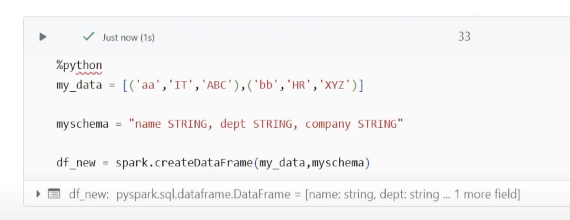 Just now (1s)
33
%python
my_data = [('aa','IT','ABC'),('bb','HR','XYZ')]
myschema = "name STRING, dept STRING, company STRING"
df_new = spark.createDataFrame(my_data,myschema)
df_new: pyspark.sql.dataframe.DataFrame = [name: string, dept: string ... 1 more field]